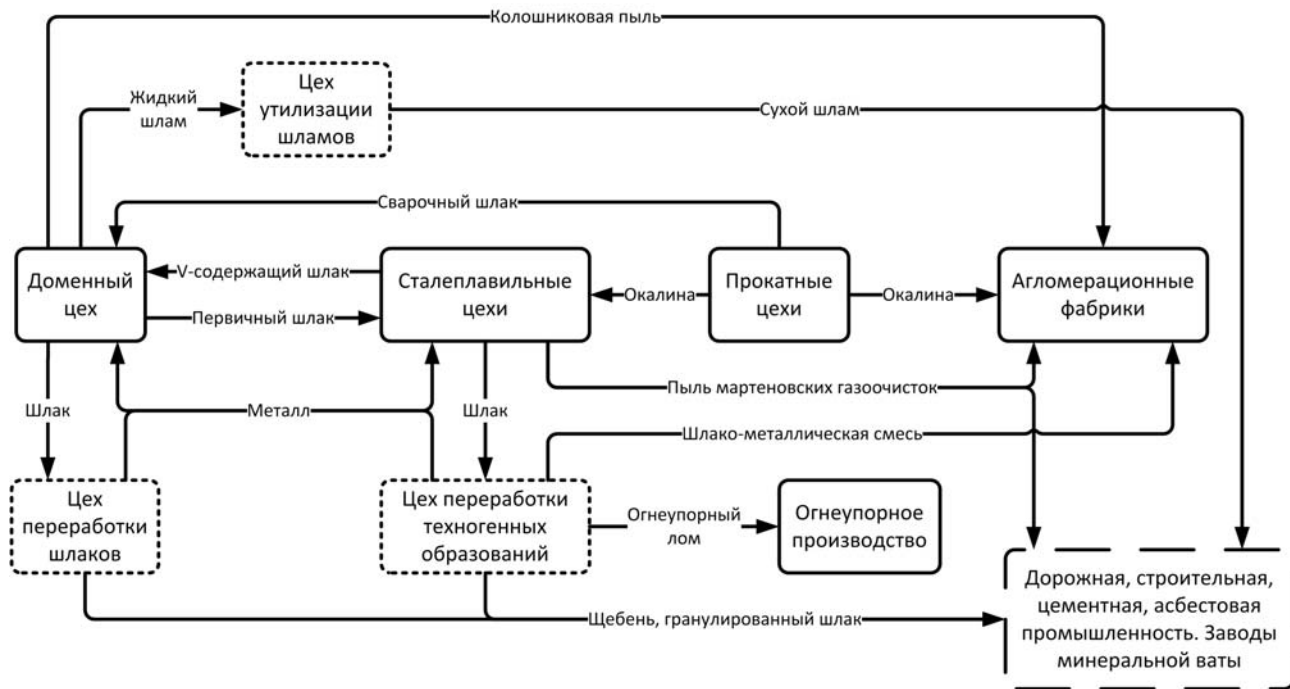 Колошниковая пыль
Цех
утилизации
шламов
Жидкий
шлам
Сухой шлам
Сварочный шлак
Доменный
цех
V-содержащий шлак
Первичный шлак
Сталеплавильные
цехи
Окалина
Прокатные
цехи
Окалина
Агломерационные
фабрики
Пыль мартеновских газоочисток
Шлак
Металл
Шлак
Шлако-металлическая смесь
Цех
переработки
шлаков
Цех переработки
техногенных
образований
Огнеупорный
лом
Огнеупорное
производство
Дорожная, строительная,
цементная, асбестовая
промышленность. Заводы
минеральной ваты
Щебень, гранулированный шлак